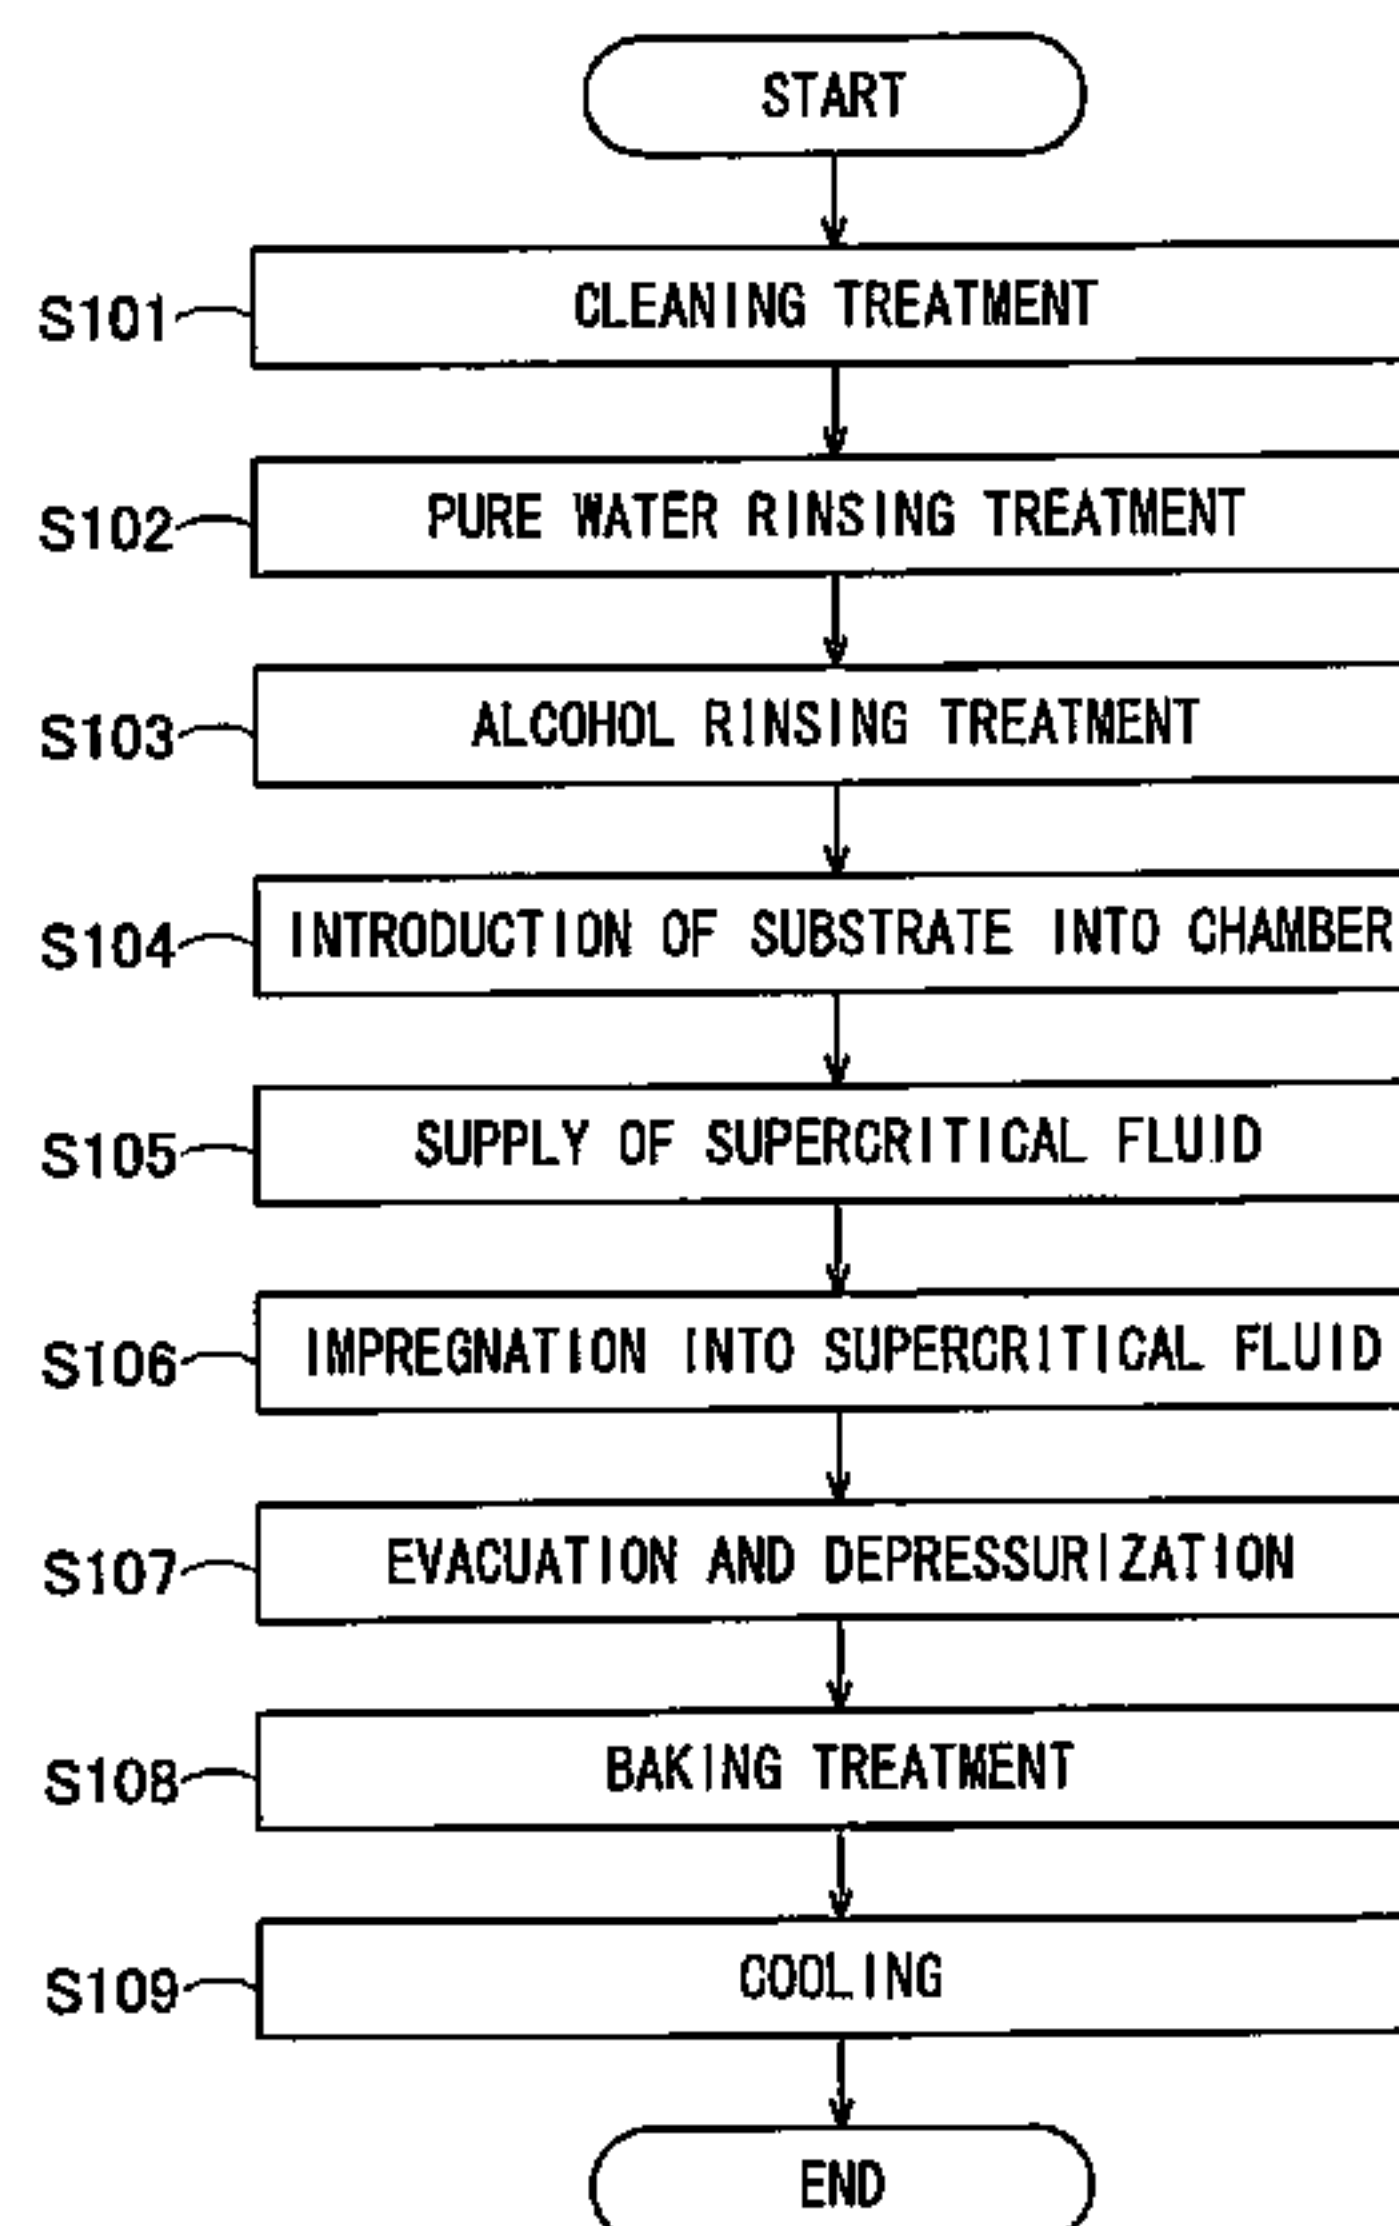 START
S101 CLEANING TREATMENT
S102 PURE WATER RINSING TREATMENT
S103 ALCOHOL RINSING TREATMENT
S104 INTRODUCTION OF SUBSTRATE INTO CHAMBER
S105 SUPPLY OF SUPERCRITICAL FLUID
S106 IMPREGNATION INTO SUPERCRITICAL FLUID
S107 EVACUATION AND DEPRESSURIZATION
S108 BAKING TREATMENT
S109 COOLING
END